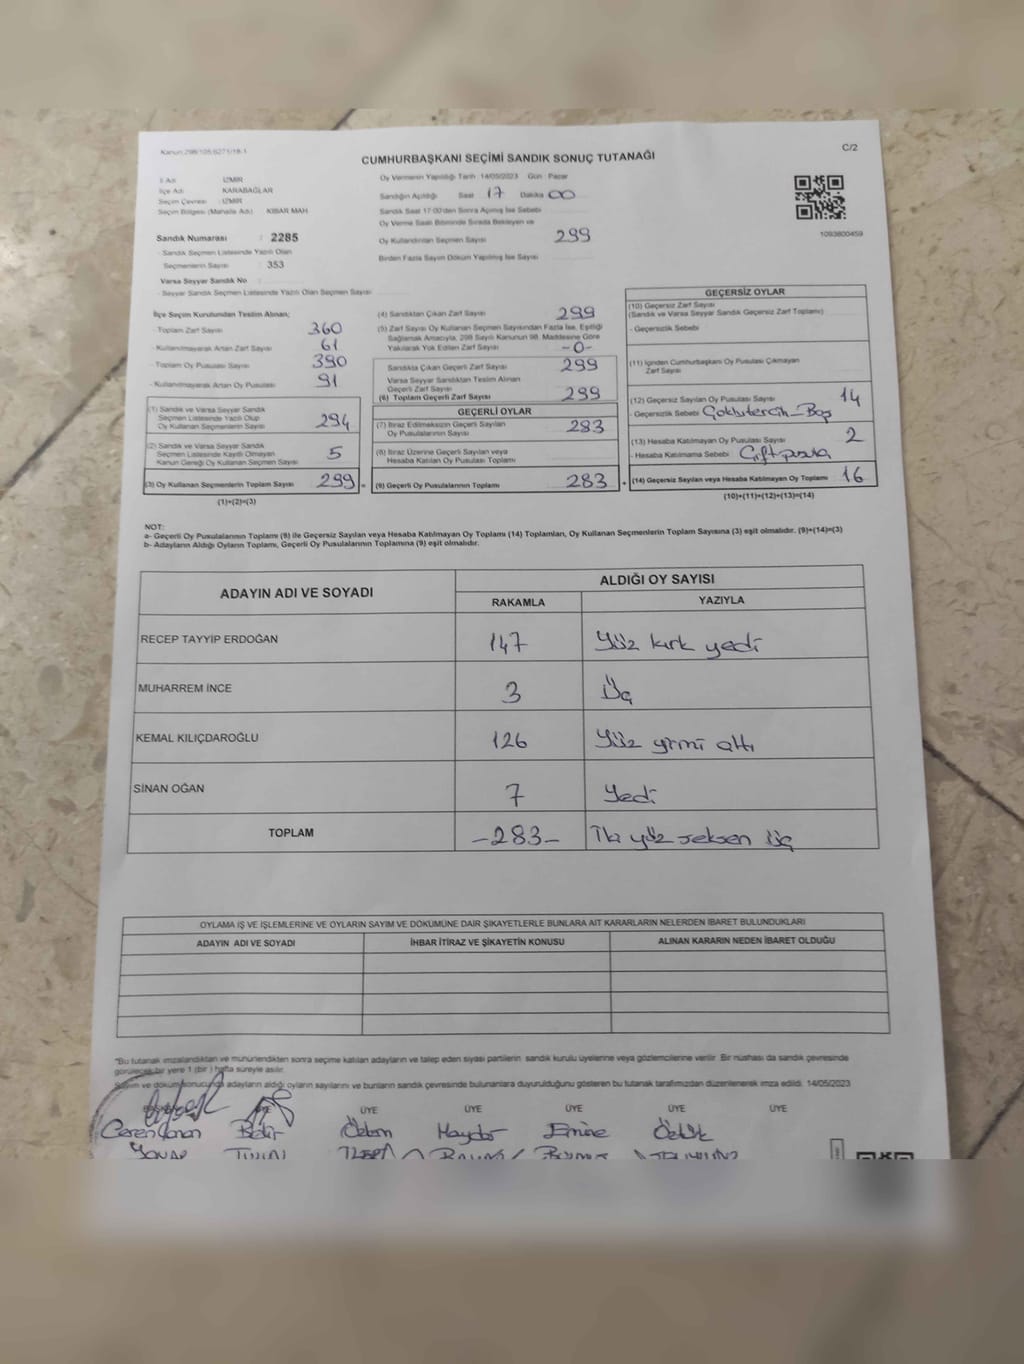 Kanun:298/105,6271/18-1
C/2
CUMHURBAŞKANI SEÇİMİ SANDIK SONUÇ TUTANAĞI
İl Adı : İZMİR
İlçe Adı : KARABAĞLAR
Seçim Çevresi : İZMİR
Seçim Bölgesi (Mahalle Adı) KIBAR MAH
Sandık Numarası : 2285
- Sandık Seçmen Listesinde Yazılı Olan
Seçmenlerin Sayısı : 353
Varsa Seyyar Sandık No :
- Seyyar Sandık Seçmen Listesinde Yazılı Olan Seçmen Sayısı
Oy Vermenin Yapıldığı Tarih :14/05/2023 Gün : Pazar
Sandığın Açıldığı Saat 17 Dakika 00
Sandık Saat 17:00'den Sonra Açılmış İse Sebebi
Oy Verme Saati Bitiminde Sırada Bekleyen ve
Oy Kullandırılan Seçmen Sayısı 299
Birden Fazla Sayım Döküm Yapılmış İse Sayısı
1093800459
İlçe Seçim Kurulundan Teslim Alınan;
- Toplam Zarf Sayısı 360
- Kullanılmayarak Artan Zarf Sayısı 61
- Toplam Oy Pusulası Sayısı 390
- Kullanılmayarak Artan Oy Pusulası 91
(1) Sandık ve Varsa Seyyar Sandık
Seçmen Listesinde Yazılı Olup
Oy Kullanan Seçmenlerin Sayısı 294
(2) Sandık ve Varsa Seyyar Sandık
Seçmen Listesinde Kayıtlı Olmayan
Kanun Gereği Oy Kullanan Seçmen Sayısı 5
(3) Oy Kullanan Seçmenlerin Toplam Sayısı 299 =
(1)+(2)=(3)
(4) Sandıktan Çıkan Zarf Sayısı 299
(5) Zarf Sayısı Oy Kullanan Seçmen Sayısından Fazla İse, Eşitliği
Sağlamak Amacıyla, 298 Sayılı Kanunun 98. Maddesine Göre
Yakılarak Yok Edilen Zarf Sayısı -0-
Sandıkta Çıkan Geçerli Zarf Sayısı 299
Varsa Seyyar Sandıktan Teslim Alınan
Geçerli Zarf Sayısı
(6) Toplam Geçerli Zarf Sayısı 299
GEÇERLİ OYLAR
(7) İtiraz Edilmeksizin Geçerli Sayılan
Oy Pusulalarının Sayısı 283
(8) İtiraz Üzerine Geçerli Sayılan veya
Hesaba Katılan Oy Pusulası Toplamı
(9) Geçerli Oy Pusulalarının Toplamı 283 +
GEÇERSİZ OYLAR
(10) Geçersiz Zarf Sayısı
(Sandık ve Varsa Seyyar Sandık Geçersiz Zarf Toplamı)
- Geçersizlik Sebebi
(11) İçinden Cumhurbaşkanı Oy Pusulası Çıkmayan
Zarf Sayısı
(12) Geçersiz Sayılan Oy Pusulası Sayısı 14
- Geçersizlik Sebebi Çoklu tercih - Boş
(13) Hesaba Katılmayan Oy Pusulası Sayısı 2
- Hesaba Katılmama Sebebi Çift pusula
(14) Geçersiz Sayılan veya Hesaba Katılmayan Oy Toplamı 16
(10)+(11)+(12)+(13)=(14)
NOT:
a- Geçerli Oy Pusulalarının Toplamı (9) ile Geçersiz Sayılan veya Hesaba Katılmayan Oy Toplamı (14) Toplamları, Oy Kullanan Seçmenlerin Toplam Sayısına (3) eşit olmalıdır. (9)+(14)=(3)
b- Adayların Aldığı Oyların Toplamı, Geçerli Oy Pusulalarının Toplamına (9) eşit olmalıdır.
ADAYIN ADI VE SOYADI
ALDIĞI OY SAYISI
RAKAMLA YAZIYLA
RECEP TAYYİP ERDOĞAN 147 Yüz kırk yedi
MUHARREM İNCE 3 Üç
KEMAL KILIÇDAROĞLU 126 Yüz yirmi altı
SİNAN OĞAN 7 Yedi
TOPLAM -283- İki yüz seksen üç
OYLAMA İŞ VE İŞLEMLERİNE VE OYLARIN SAYIM VE DÖKÜMÜNE DAİR ŞİKAYETLERLE BUNLARA AİT KARARLARIN NELERDEN İBARET BULUNDUKLARI
ADAYIN ADI VE SOYADI İHBAR İTİRAZ VE ŞİKAYETİN KONUSU ALINAN KARARIN NEDEN İBARET OLDUĞU
*Bu tutanak imzalandıktan ve mühürlendikten sonra seçime katılan adayların ve talep eden siyasi partilerin sandık kurulu üyelerine veya gözlemcilerine verilir. Bir nüshası da sandık çevresinde
görülecek bir yere 1 (bir) hafta süreyle asılır.
Sayım ve döküm sonucunda adayların aldığı oyların sayılarını ve bunların sandık çevresinde bulunanlara duyurulduğunu gösteren bu tutanak tarafımızdan düzenlenerek imza edildi. 14/05/2023
ÜYE ÜYE ÜYE ÜYE ÜYE ÜYE
Bekir Özlem Haydar Emine